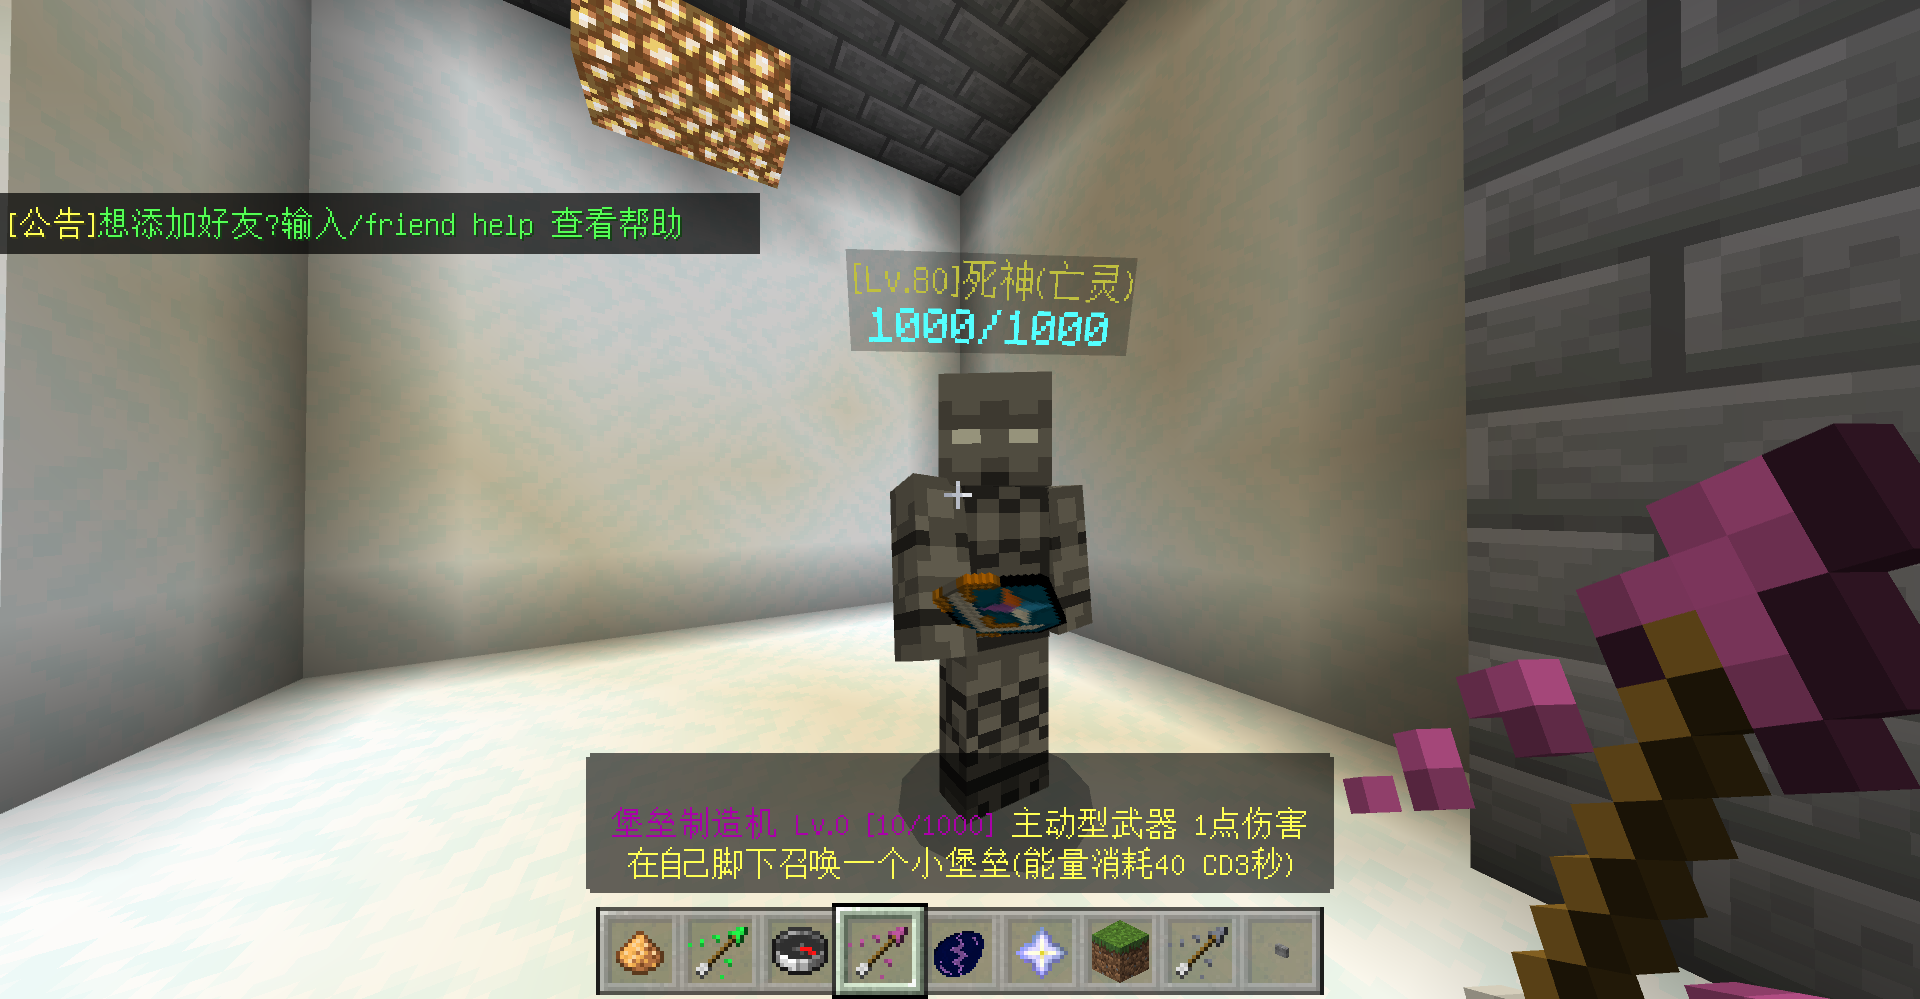 [公告]想添加好友?输入/friend help 查看帮助
[Lv.80]死神(亡灵)
1000/1000
堡垒制造机 Lv.0 [10/1000] 主动型武器 1点伤害
在自己脚下召唤一个小堡垒(能量消耗40 CD3秒)